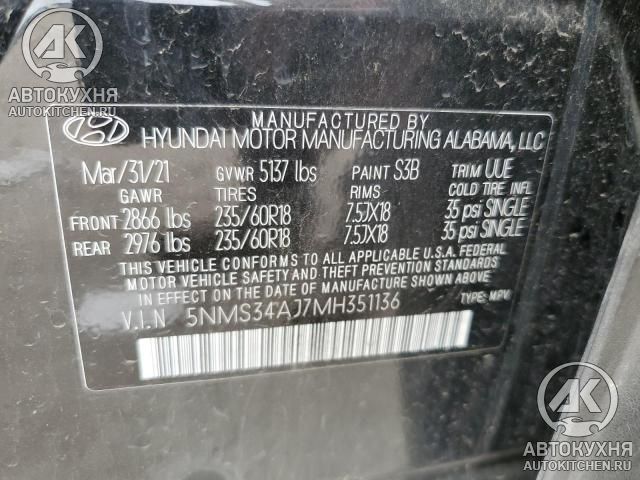 АК
АВТОКУХНЯ
AUTOKITCHEN.RU
MANUFACTURED BY
HYUNDAI MOTOR MANUFACTURING ALABAMA, LLC
Mar/31/21 GVWR 5137 lbs PAINT S3B TRIM UUE
GAWR TIRES RIMS COLD TIRE INFL
FRONT 2866 lbs 235/60R18 7.5JX18 35 psi SINGLE
REAR 2976 lbs 235/60R18 7.5JX18 35 psi SINGLE
THIS VEHICLE CONFORMS TO ALL APPLICABLE U.S.A. FEDERAL
MOTOR VEHICLE SAFETY AND THEFT PREVENTION STANDARDS
IN EFFECT ON THE DATE OF MANUFACTURE SHOWN ABOVE.
V.I.N 5NMS34AJ7MH351136 TYPE: MPV
АК
АВТОКУХНЯ
AUTOKITCHEN.RU